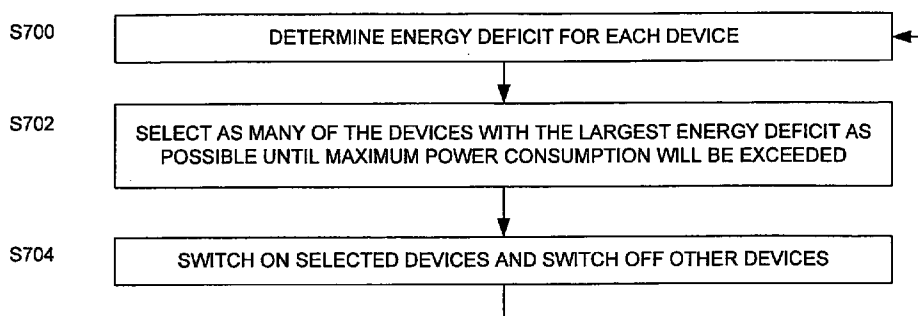 S700
DETERMINE ENERGY DEFICIT FOR EACH DEVICE
S702
SELECT AS MANY OF THE DEVICES WITH THE LARGEST ENERGY DEFICIT AS
POSSIBLE UNTIL MAXIMUM POWER CONSUMPTION WILL BE EXCEEDED
S704
SWITCH ON SELECTED DEVICES AND SWITCH OFF OTHER DEVICES